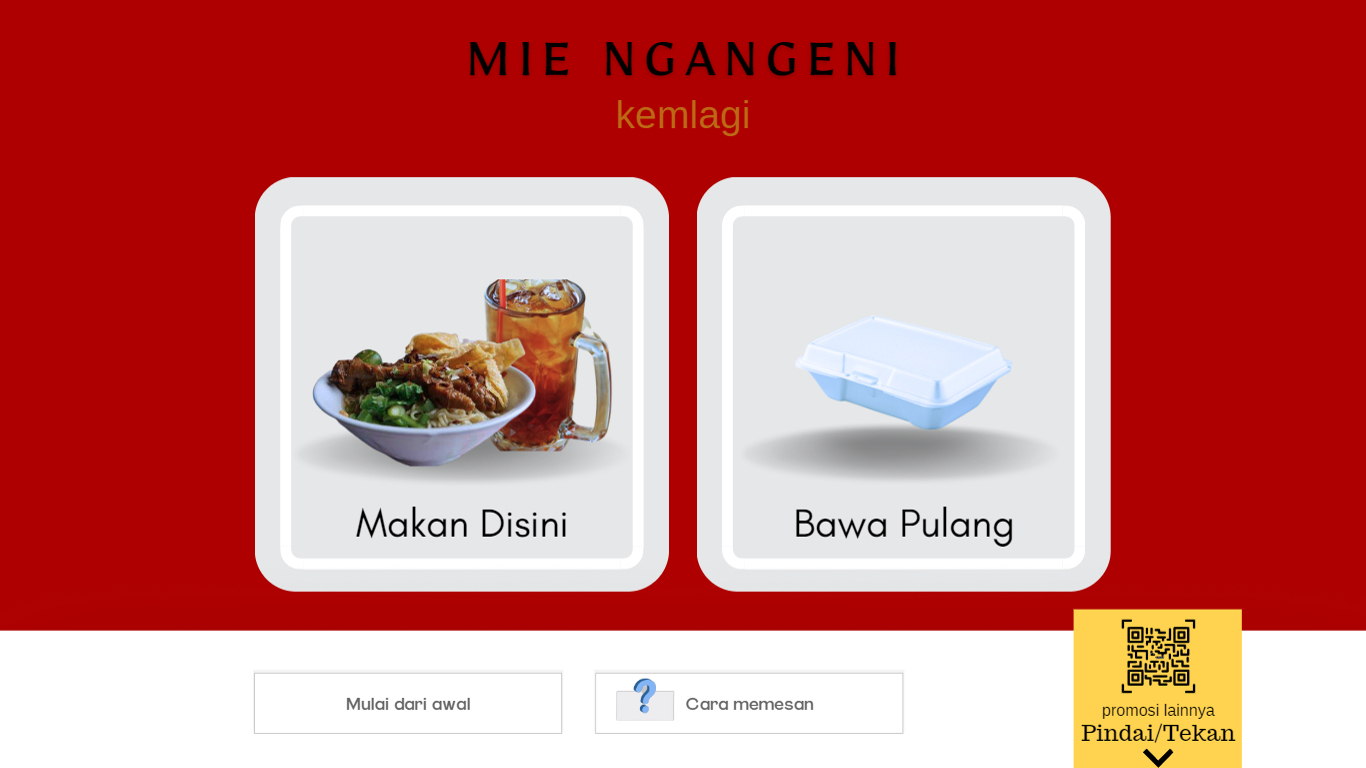 MIE NGANGENI
kemlagi
Makan Disini
Bawa Pulang
Mulai dari awal
Cara memesan
promosi lainnya
Pindai/Tekan